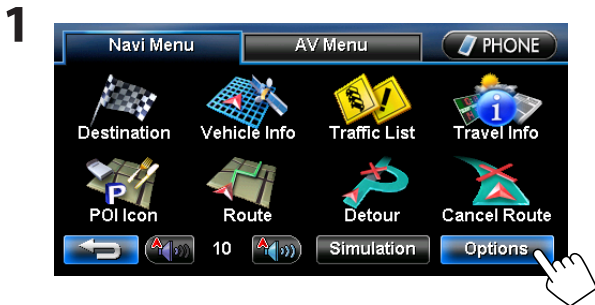 1
Navi Menu AV Menu PHONE
Destination Vehicle Info Traffic List Travel Info
POI Icon Route Detour Cancel Route
10 Simulation Options